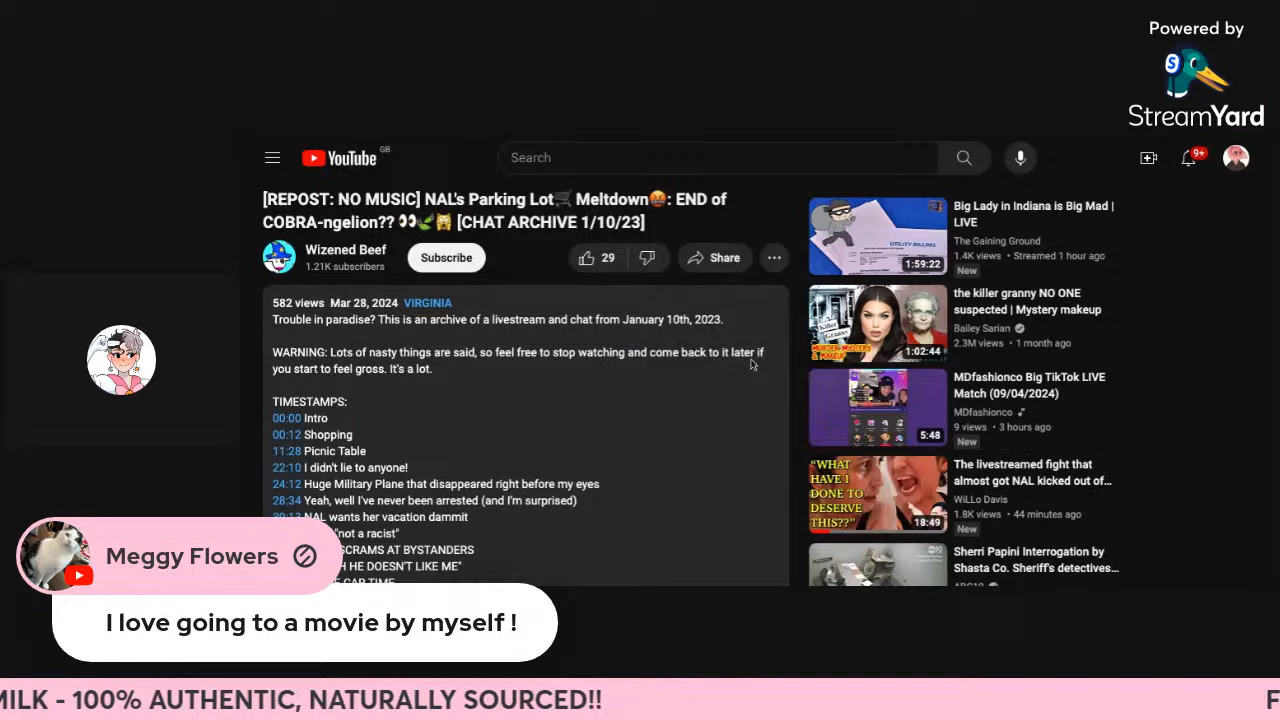 Powered by
StreamYard
YouTube GB
Search
9+
[REPOST: NO MUSIC] NAL's Parking Lot🛒 Meltdown🤬: END of
COBRA-ngelion?? 👀🌿🙀 [CHAT ARCHIVE 1/10/23]
Wizened Beef
1.21K subscribers
Subscribe
29
Share
582 views Mar 28, 2024 VIRGINIA
Trouble in paradise? This is an archive of a livestream and chat from January 10th, 2023.
WARNING: Lots of nasty things are said, so feel free to stop watching and come back to it later if
you start to feel gross. It's a lot.
TIMESTAMPS:
00:00 Intro
00:12 Shopping
11:28 Picnic Table
22:10 I didn't lie to anyone!
24:12 Huge Military Plane that disappeared right before my eyes
28:34 Yeah, well I've never been arrested (and I'm surprised)
NAL wants her vacation dammit
"not a racist"
SCRAMS AT BYSTANDERS
HE DOESN'T LIKE ME"
UTILITY BILLING
1:59:22
Big Lady in Indiana is Big Mad |
LIVE
The Gaining Ground
1.4K views • Streamed 1 hour ago
New
Killer
Granny
MURDER MYSTERY
& MAKEUP
1:02:44
the killer granny NO ONE
suspected | Mystery makeup
Bailey Sarian
2.3M views • 1 month ago
5:48
MDfashionco Big TikTok LIVE
Match (09/04/2024)
MDfashionco
9 views • 3 hours ago
New
"WHAT
HAVE I
DONE TO
DESERVE
THIS??"
18:49
The livestreamed fight that
almost got NAL kicked out of…
WiLLo Davis
1.8K views • 44 minutes ago
New
Sherri Papini Interrogation by
Shasta Co. Sheriff's detectives…
Meggy Flowers
I love going to a movie by myself !
MILK - 100% AUTHENTIC, NATURALLY SOURCED!!
F